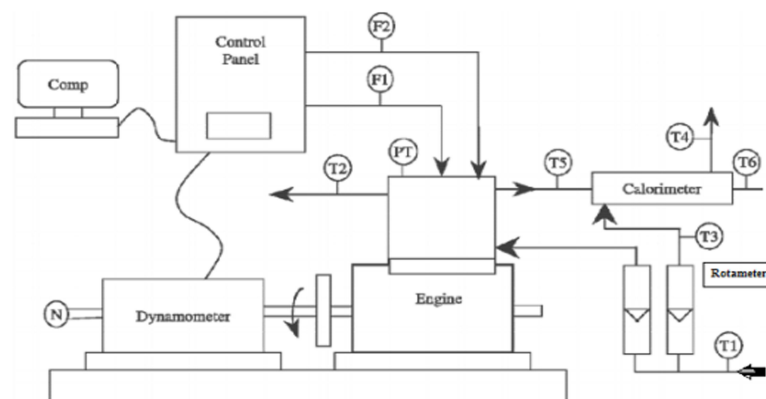 F2
Control
Panel
Comp
F1
T4
PT
T2
T5
T6
Calorimeter
T3
Rotameter
Engine
N
Dynamometer
T1